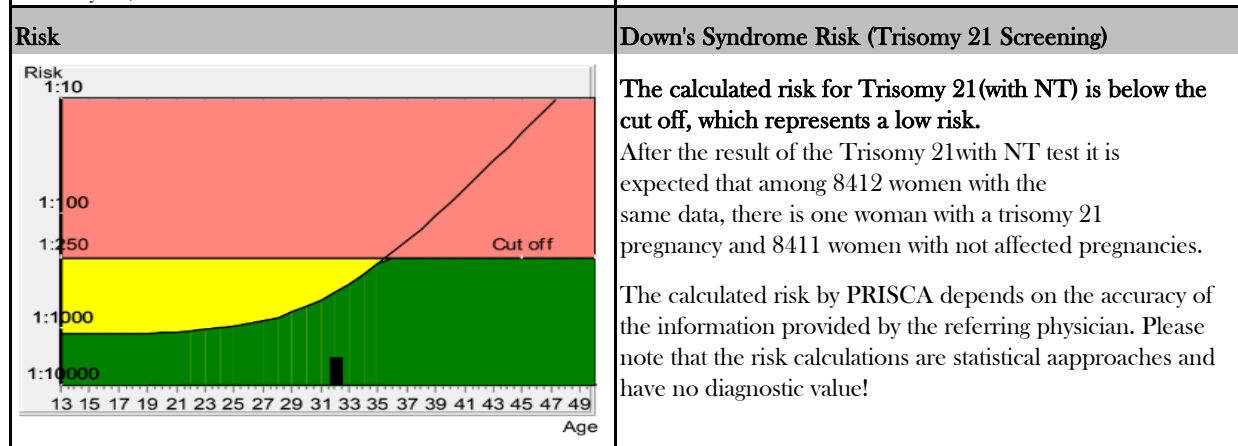 Risk
Down's Syndrome Risk (Trisomy 21 Screening)
Risk
1:10
1:100
1:250
Cut off
1:1000
1:10000
13 15 17 19 21 23 25 27 29 31 33 35 37 39 41 43 45 47 49
Age
The calculated risk for Trisomy 21(with NT) is below the
cut off, which represents a low risk.
After the result of the Trisomy 21with NT test it is
expected that among 8412 women with the
same data, there is one woman with a trisomy 21
pregnancy and 8411 women with not affected pregnancies.
The calculated risk by PRISCA depends on the accuracy of
the information provided by the referring physician. Please
note that the risk calculations are statistical aapproaches and
have no diagnostic value!